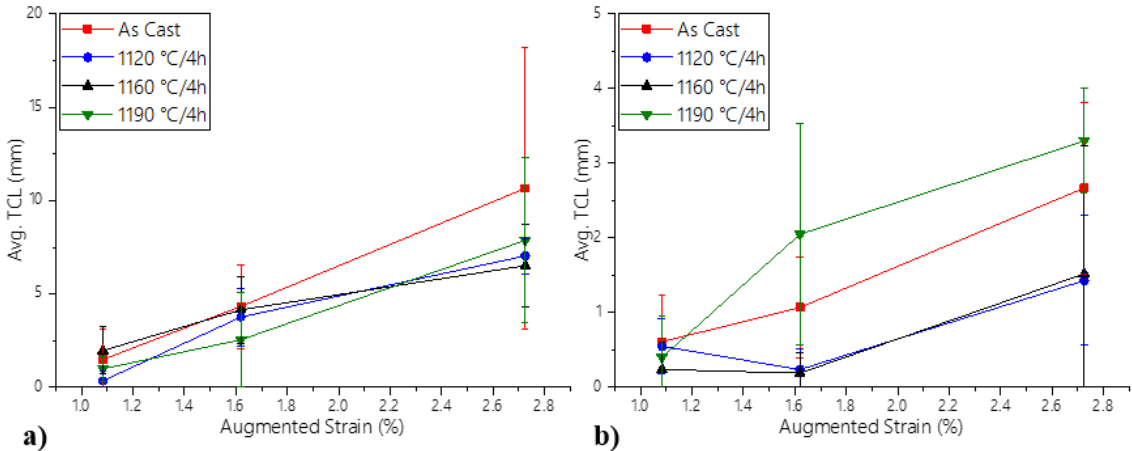 As Cast
1120 °C/4h
1160 °C/4h
1190 °C/4h
20
15
10
5
0
Avg. TCL (mm)
1.0 1.2 1.4 1.6 1.8 2.0 2.2 2.4 2.6 2.8
Augmented Strain (%)
a)
As Cast
1120 °C/4h
1160 °C/4h
1190 °C/4h
5
4
3
2
1
0
Avg. TCL (mm)
1.0 1.2 1.4 1.6 1.8 2.0 2.2 2.4 2.6 2.8
Augmented Strain (%)
b)